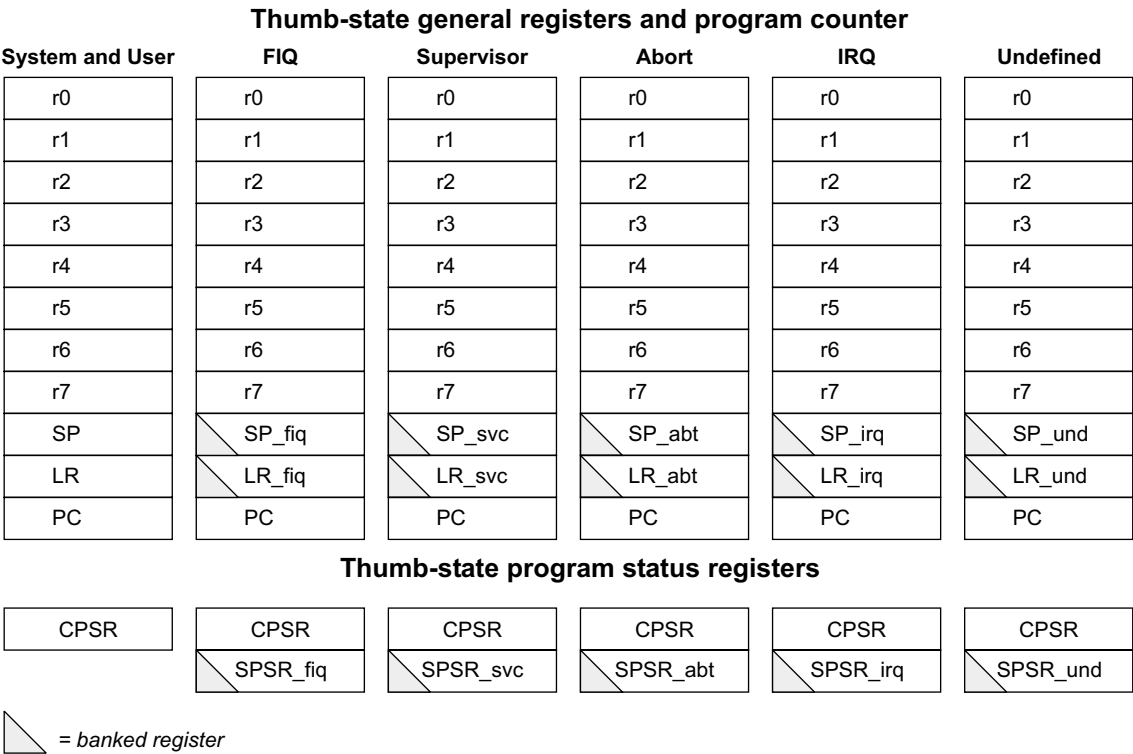 Thumb-state general registers and program counter
System and User FIQ Supervisor Abort IRQ Undefined
r0 r0 r0 r0 r0 r0
r1 r1 r1 r1 r1 r1
r2 r2 r2 r2 r2 r2
r3 r3 r3 r3 r3 r3
r4 r4 r4 r4 r4 r4
r5 r5 r5 r5 r5 r5
r6 r6 r6 r6 r6 r6
r7 r7 r7 r7 r7 r7
SP SP_fiq SP_svc SP_abt SP_irq SP_und
LR LR_fiq LR_svc LR_abt LR_irq LR_und
PC PC PC PC PC PC
Thumb-state program status registers
CPSR CPSR CPSR CPSR CPSR CPSR
SPSR_fiq SPSR_svc SPSR_abt SPSR_irq SPSR_und
= banked register